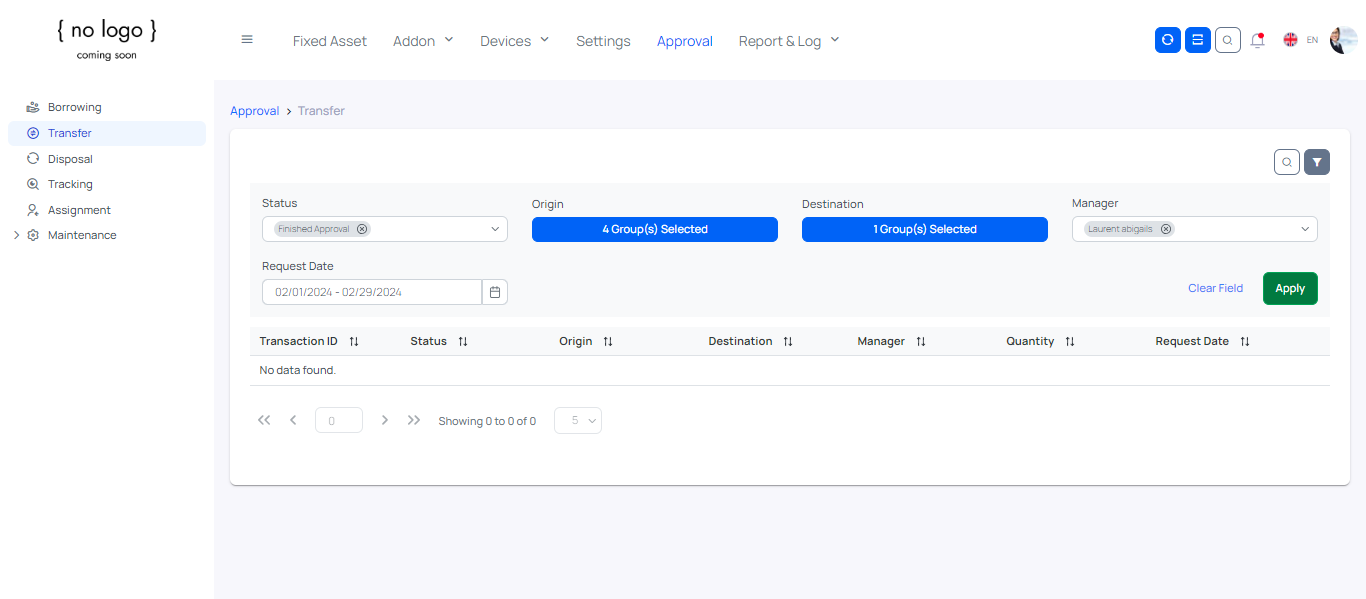 { no logo }
coming soon
Fixed Asset Addon Devices Settings Approval Report & Log EN
Borrowing
Transfer
Disposal
Tracking
Assignment
Maintenance
Approval > Transfer
Status Origin Destination Manager
Finished Approval 4 Group(s) Selected 1 Group(s) Selected Laurent abigails
Request Date
02/01/2024 - 02/29/2024 Clear Field Apply
Transaction ID Status Origin Destination Manager Quantity Request Date
No data found.
0 Showing 0 to 0 of 0 5